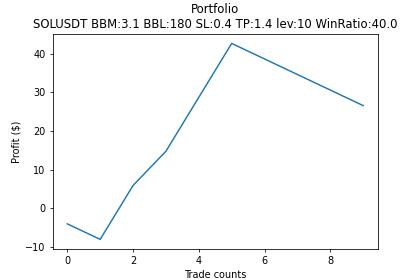 Portfolio
SOLUSDT BBM:3.1 BBL:180 SL:0.4 TP:1.4 lev:10 WinRatio:40.0
40
30
20
10
0
−10
Profit ($)
0 2 4 6 8
Trade counts